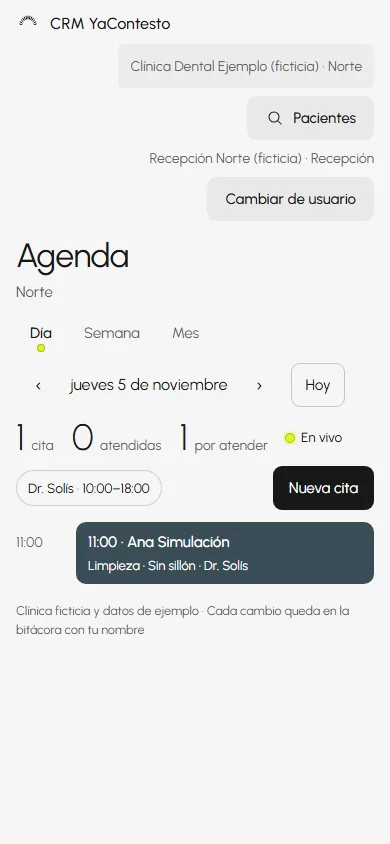 CRM YaContesto
Clínica Dental Ejemplo (ficticia) · Norte
Pacientes
Recepción Norte (ficticia) · Recepción
Cambiar de usuario
Agenda
Norte
Día Semana Mes
‹ jueves 5 de noviembre › Hoy
1 cita 0 atendidas 1 por atender En vivo
Dr. Solís · 10:00–18:00 Nueva cita
11:00 11:00 · Ana Simulación
Limpieza · Sin sillón · Dr. Solís
Clínica ficticia y datos de ejemplo · Cada cambio queda en la
bitácora con tu nombre